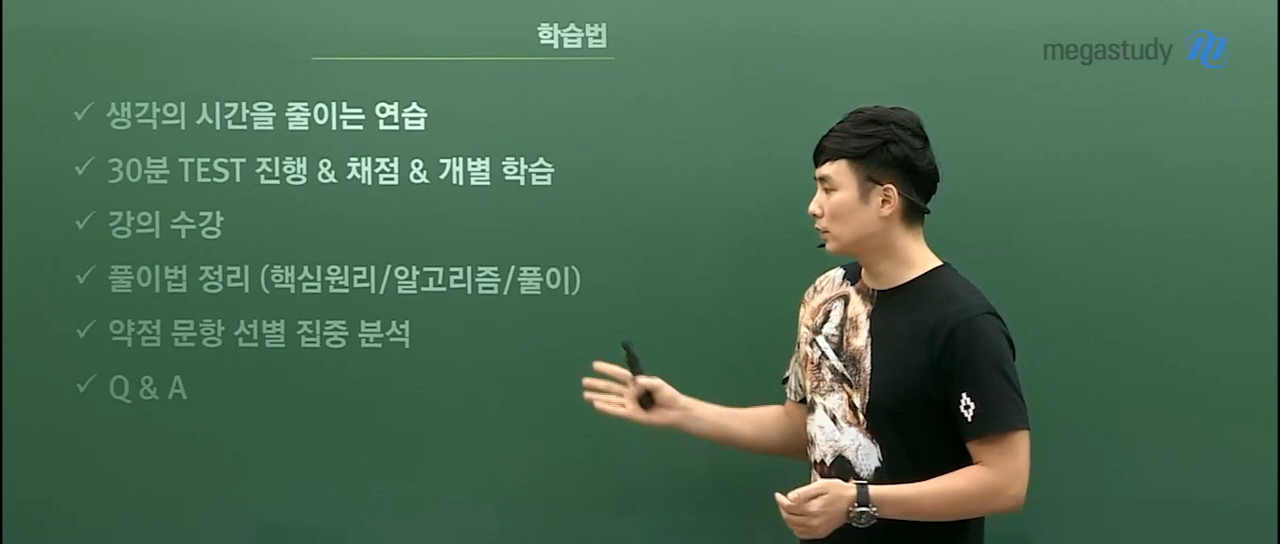 학습법
megastudy
✓ 생각의 시간을 줄이는 연습
✓ 30분 TEST 진행 & 채점 & 개별 학습
✓ 강의 수강
✓ 풀이법 정리 (핵심원리/알고리즘/풀이)
✓ 약점 문항 선별 집중 분석
✓ Q & A